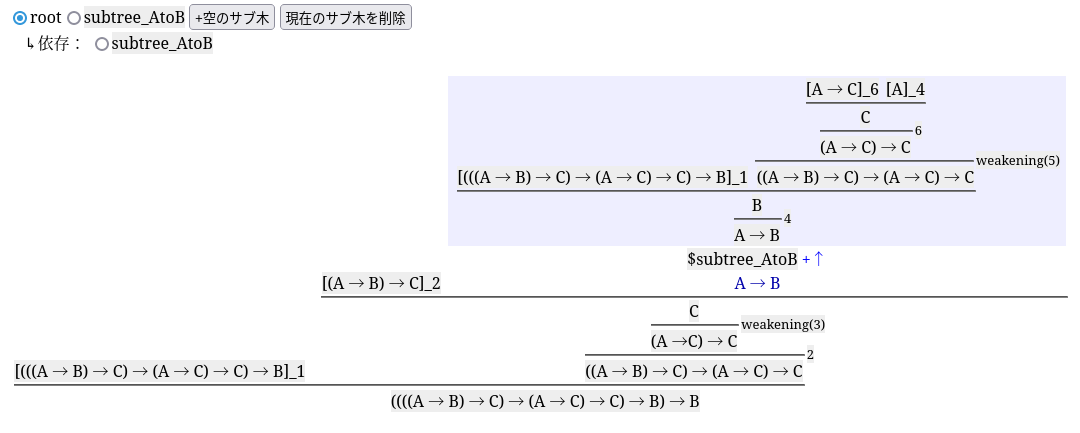 root subtree_AtoB +空のサブ木 現在のサブ木を削除
↳依存： subtree_AtoB
[A → C]_6 [A]_4
C
6
(A → C) → C
weakening(5)
[(((A → B) → C) → (A → C) → C) → B]_1 ((A → B) → C) → (A → C) → C
B
4
A → B
$subtree_AtoB +↑
[(A → B) → C]_2 A → B
C
weakening(3)
(A →C) → C
2
[(((A → B) → C) → (A → C) → C) → B]_1 ((A → B) → C) → (A → C) → C
((((A → B) → C) → (A → C) → C) → B) → B